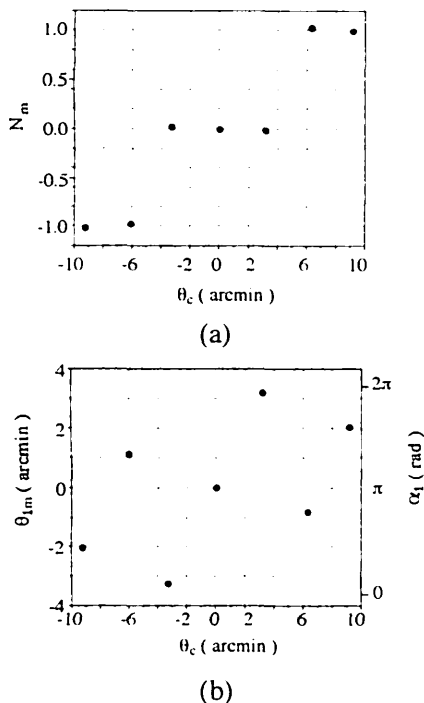 1.0
0.5
0.0
-0.5
-1.0
N_m
-10 -6 -2 0 2 6 10
θ_c ( arcmin )
(a)
4
2
0
-2
-4
θ_1m ( arcmin )
2π
π
0
α_1 ( rad )
-10 -6 -2 0 2 6 10
θ_c ( arcmin )
(b)